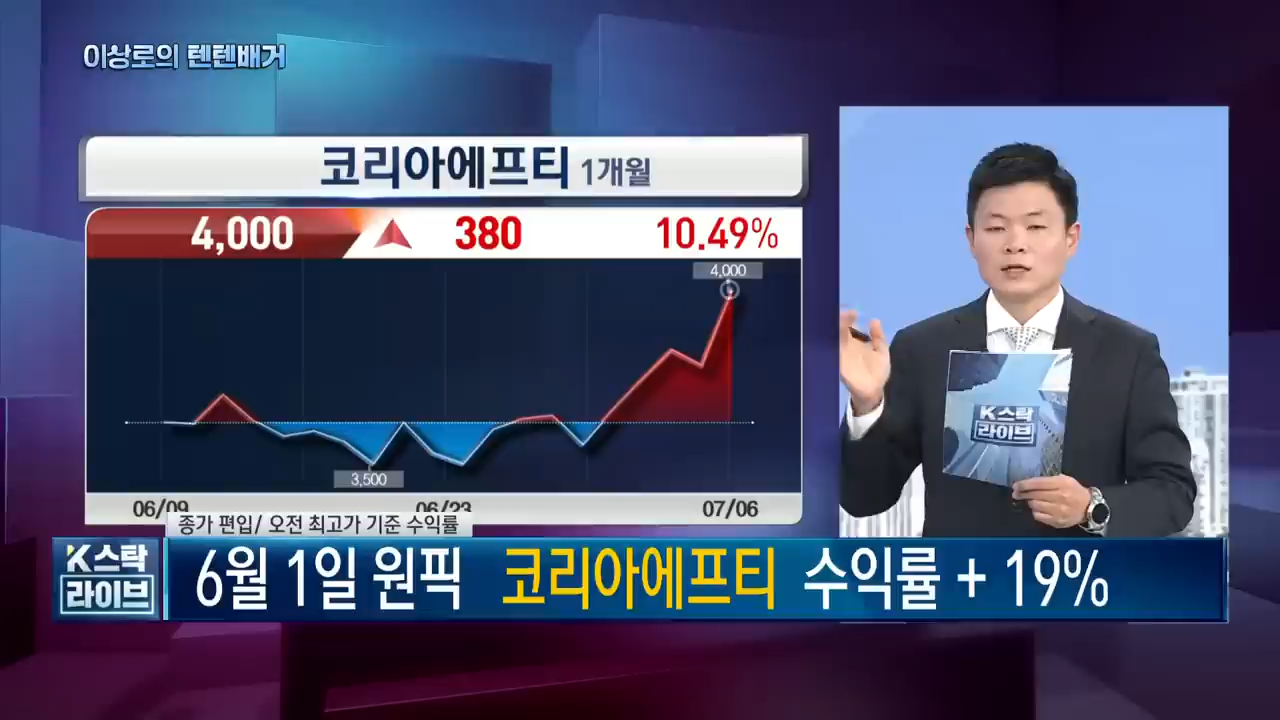 이상로의 텐텐배거
코리아에프티 1개월
4,000 ▲ 380 10.49%
4,000
3,500
06/09 06/23 07/06
K스탁
라이브
종가 편입/ 오전 최고가 기준 수익률
K스탁
라이브
6월 1일 원픽 코리아에프티 수익률 + 19%